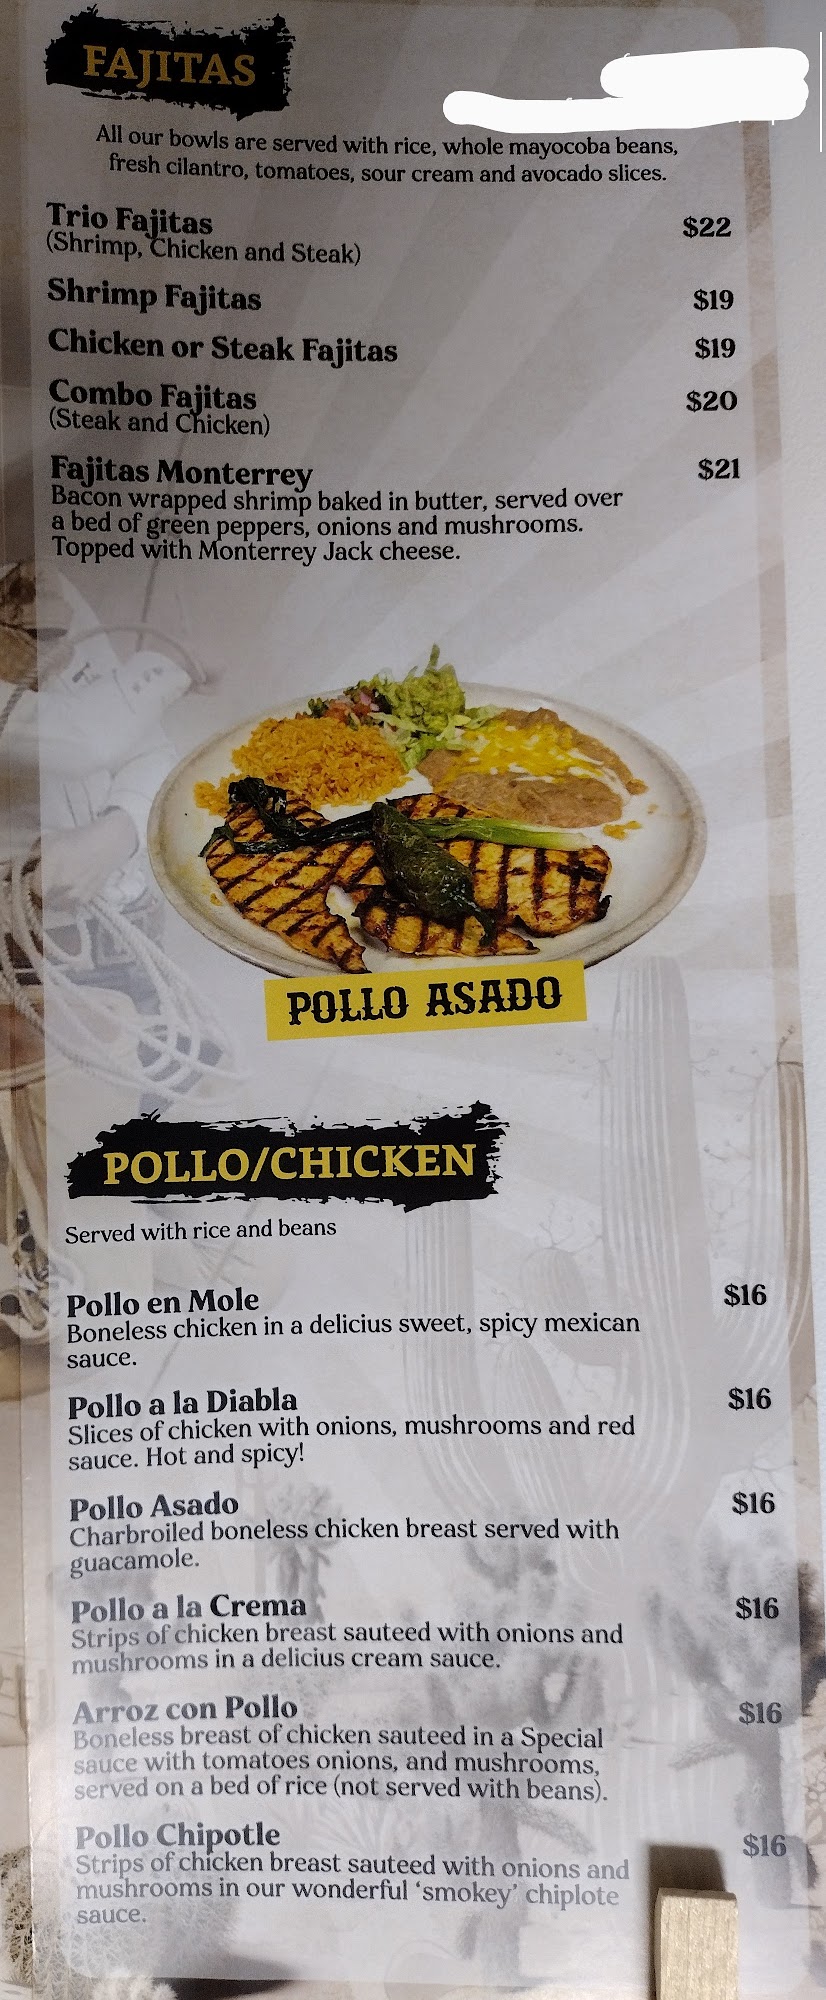 FAJITAS
All our bowls are served with rice, whole mayocoba beans,
fresh cilantro, tomatoes, sour cream and avocado slices.
Trio Fajitas $22
(Shrimp, Chicken and Steak)
Shrimp Fajitas $19
Chicken or Steak Fajitas $19
Combo Fajitas $20
(Steak and Chicken)
Fajitas Monterrey $21
Bacon wrapped shrimp baked in butter, served over
a bed of green peppers, onions and mushrooms.
Topped with Monterrey Jack cheese.
POLLO ASADO
POLLO/CHICKEN
Served with rice and beans
Pollo en Mole $16
Boneless chicken in a delicius sweet, spicy mexican
sauce.
Pollo a la Diabla $16
Slices of chicken with onions, mushrooms and red
sauce. Hot and spicy!
Pollo Asado $16
Charbroiled boneless chicken breast served with
guacamole.
Pollo a la Crema $16
Strips of chicken breast sauteed with onions and
mushrooms in a delicius cream sauce.
Arroz con Pollo $16
Boneless breast of chicken sauteed in a Special
sauce with tomatoes onions, and mushrooms,
served on a bed of rice (not served with beans).
Pollo Chipotle $16
Strips of chicken breast sauteed with onions and
mushrooms in our wonderful ‘smokey’ chiplote
sauce.